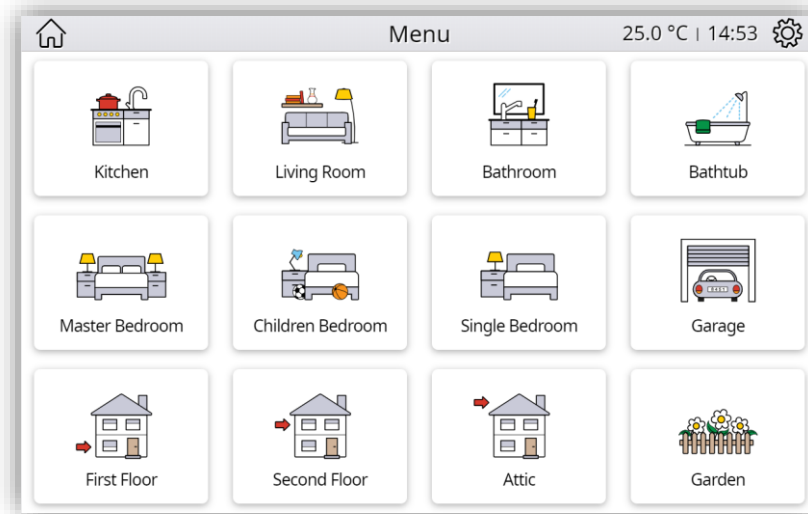 Menu
25.0 °C | 14:53
Kitchen
Living Room
Bathroom
Bathtub
Master Bedroom
Children Bedroom
Single Bedroom
Garage
First Floor
Second Floor
Attic
Garden